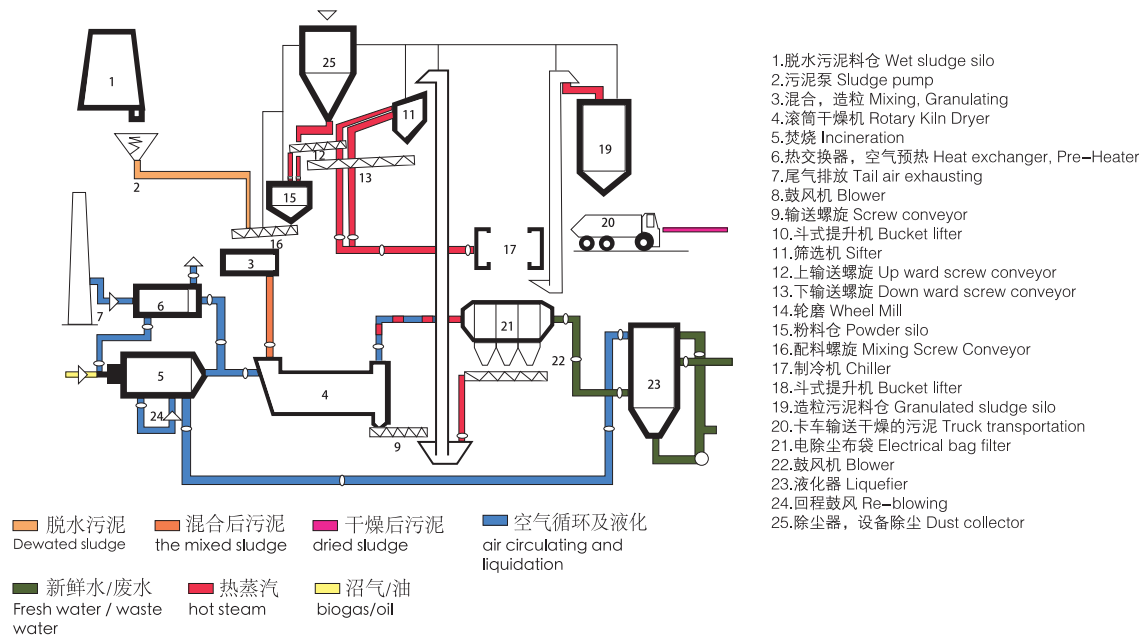 1
25
11
12
13
19
2
15
16
20
17
3
7
6
21
22
5
4
23
24
9
1.脱水污泥料仓 Wet sludge silo
2.污泥泵 Sludge pump
3.混合，造粒 Mixing, Granulating
4.滚筒干燥机 Rotary Kiln Dryer
5.焚烧 Incineration
6.热交换器，空气预热 Heat exchanger, Pre-Heater
7.尾气排放 Tail air exhausting
8.鼓风机 Blower
9.输送螺旋 Screw conveyor
10.斗式提升机 Bucket lifter
11.筛选机 Sifter
12.上输送螺旋 Up ward screw conveyor
13.下输送螺旋 Down ward screw conveyor
14.轮磨 Wheel Mill
15.粉料仓 Powder silo
16.配料螺旋 Mixing Screw Conveyor
17.制冷机 Chiller
18.斗式提升机 Bucket lifter
19.造粒污泥料仓 Granulated sludge silo
20.卡车输送干燥的污泥 Truck transportation
21.电除尘布袋 Electrical bag filter
22.鼓风机 Blower
23.液化器 Liquefier
24.回程鼓风 Re-blowing
25.除尘器，设备除尘 Dust collector
脱水污泥
Dewated sludge
混合后污泥
the mixed sludge
干燥后污泥
dried sludge
空气循环及液化
air circulating and
liquidation
新鲜水/废水
Fresh water / waste
water
热蒸汽
hot steam
沼气/油
biogas/oil